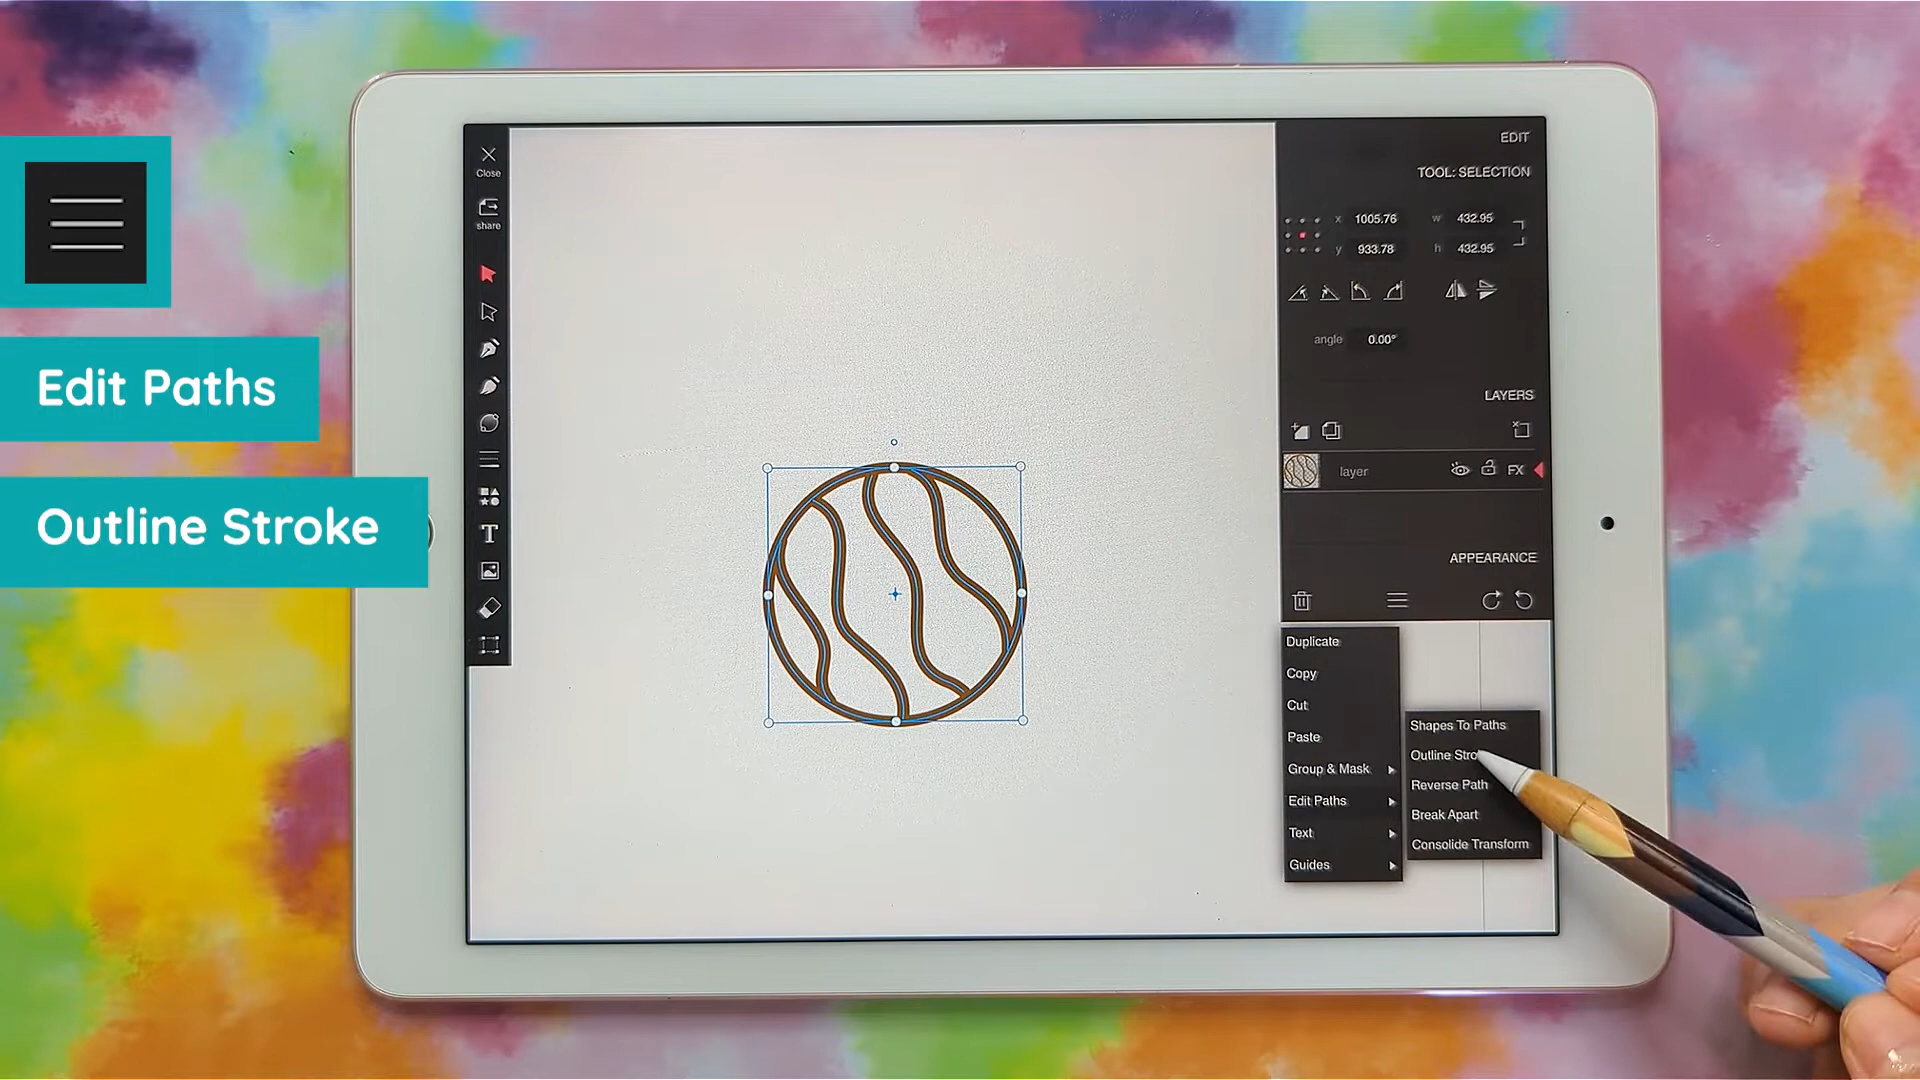 Edit Paths
Outline Stroke
Close
share
T
EDIT
TOOL: SELECTION
x 1005.76 w 432.95
y 933.78 h 432.95
angle 0.00°
LAYERS
layer FX
APPEARANCE
Duplicate
Copy
Cut
Paste
Group & Mask
Edit Paths
Text
Guides
Shapes To Paths
Outline Stro
Reverse Path
Break Apart
Consolide Transform